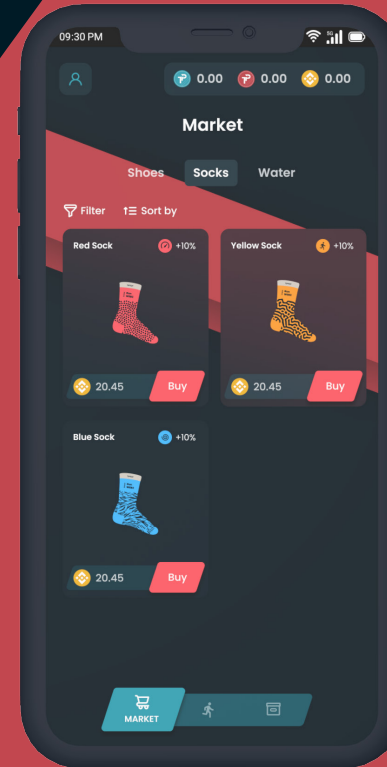 09:30 PM
5G
0.00 0.00 0.00
Market
Shoes Socks Water
Filter Sort by
Red Sock +10%
Yellow Sock +10%
20.45 Buy
20.45 Buy
Blue Sock +10%
20.45 Buy
MARKET